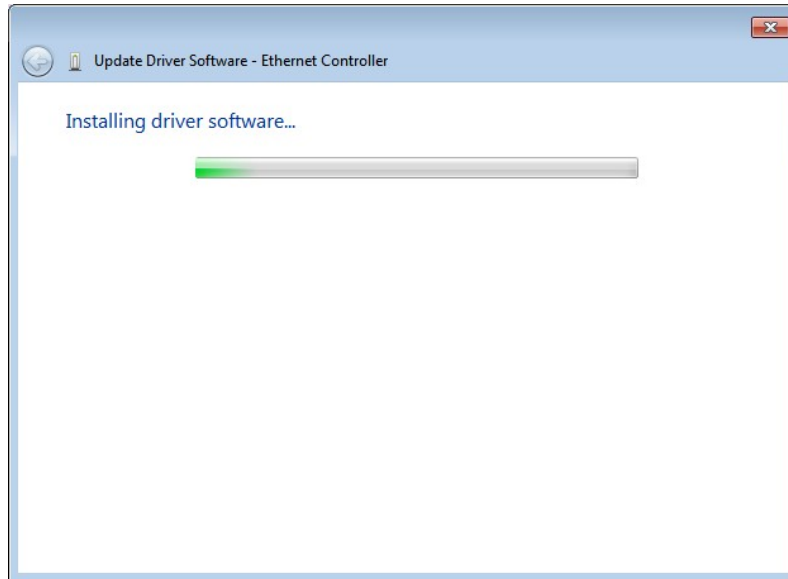 Update Driver Software - Ethernet Controller
Installing driver software...